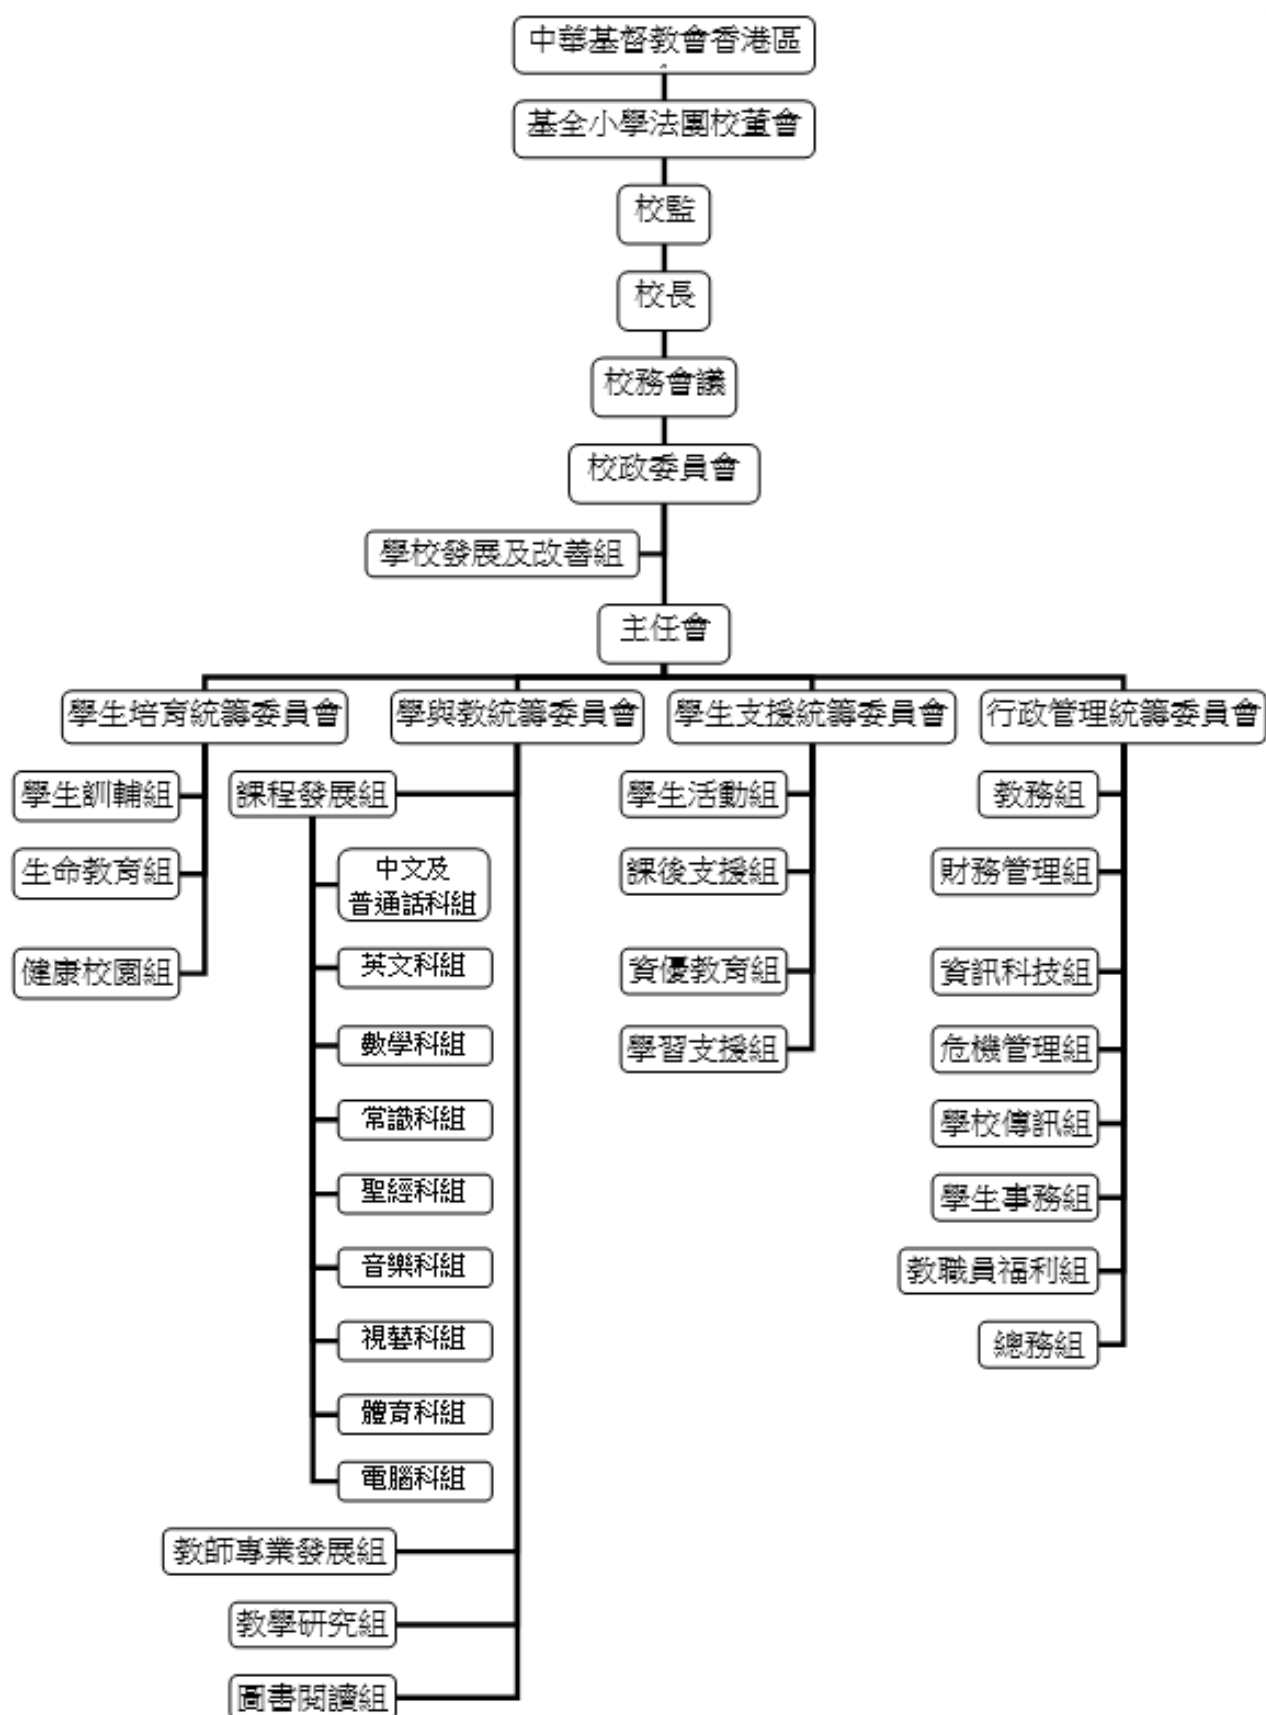 中華基督教會香港區
基全小學法團校董會
校監
校長
校務會議
校政委員會
學校發展及改善組
主任會
學生培育統籌委員會
學與教統籌委員會
學生支援統籌委員會
行政管理統籌委員會
學生訓輔組
生命教育組
健康校園組
課程發展組
中文及
普通話科組
英文科組
數學科組
常識科組
聖經科組
音樂科組
視藝科組
體育科組
電腦科組
教師專業發展組
教學研究組
圖書閱讀組
學生活動組
課後支援組
資優教育組
學習支援組
教務組
財務管理組
資訊科技組
危機管理組
學校傳訊組
學生事務組
教職員福利組
總務組